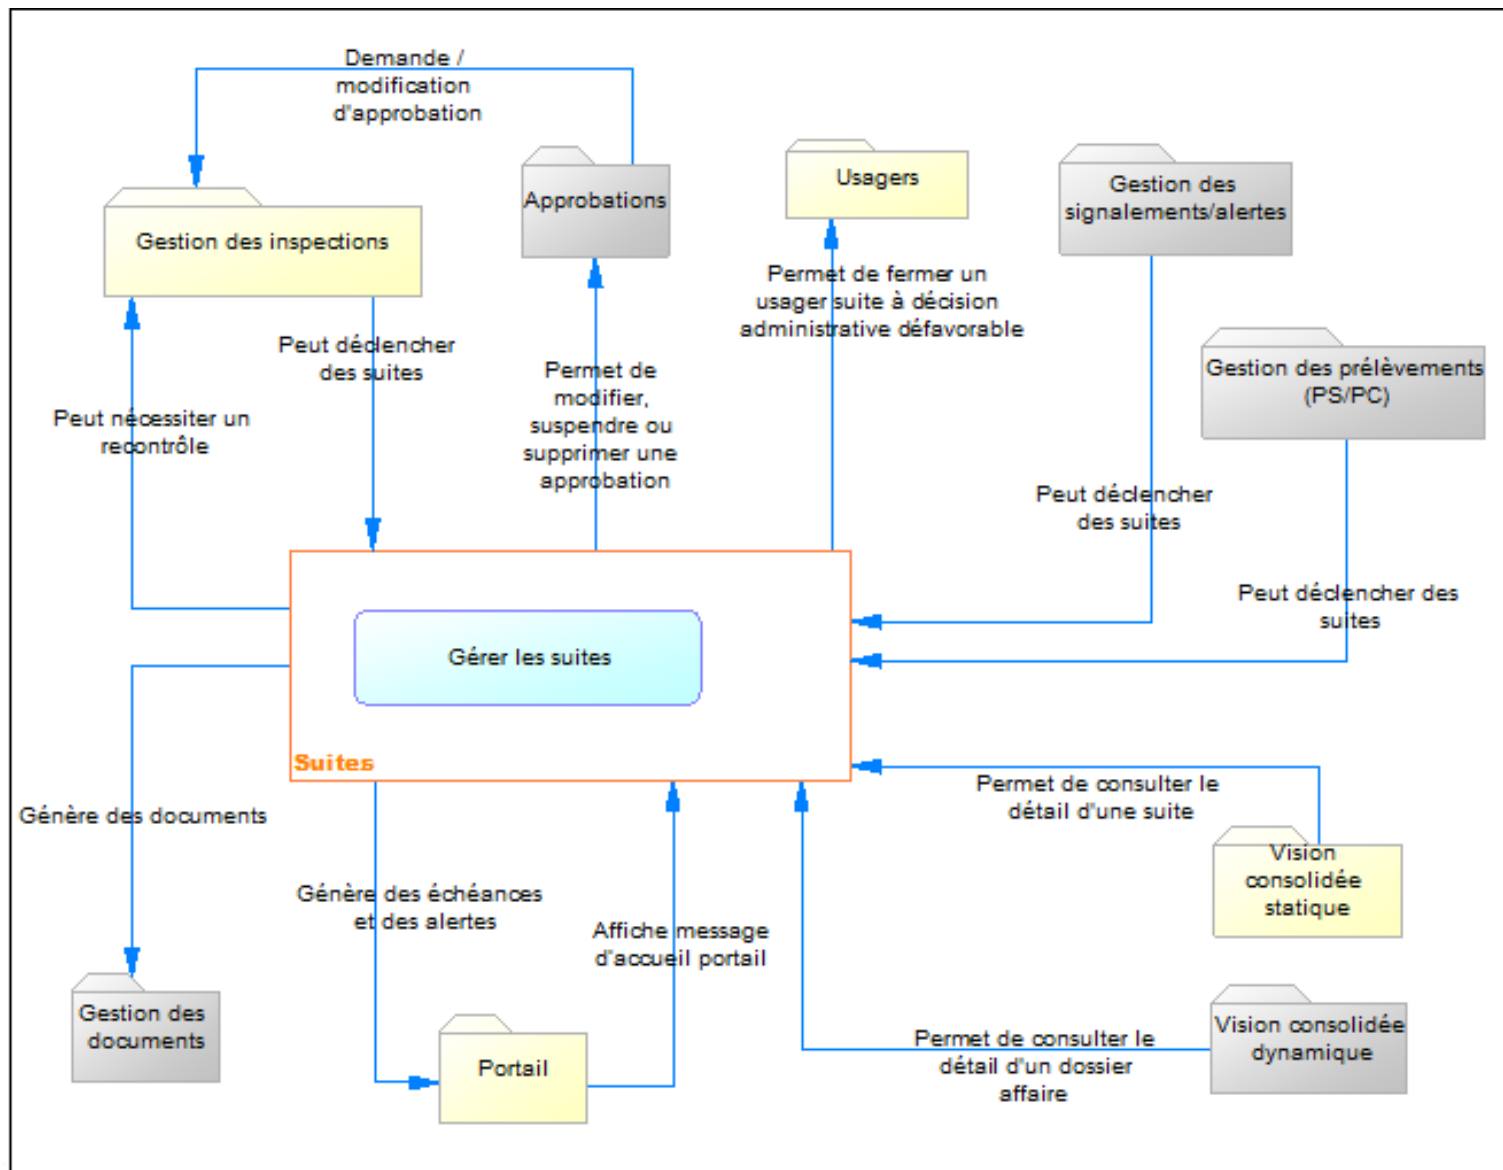 Demande /
modification
d'approbation
Approbations
Usagers
Gestion des
signalements/alertes
Gestion des inspections
Permet de fermer un
usager suite à décision
administrative défavorable
Peut déclencher
des suites
Permet de
modifier,
suspendre ou
supprimer une
approbation
Gestion des prélèvements
(PS/PC)
Peut nécessiter un
recontrôle
Peut déclencher
des suites
Peut déclencher des
suites
Gérer les suites
Suites
Génère des documents
Permet de consulter le
détail d'une suite
Vision
consolidée
statique
Génère des échéances
et des alertes
Affiche message
d'accueil portail
Gestion des
documents
Portail
Permet de consulter le
détail d'un dossier
affaire
Vision consolidée
dynamique